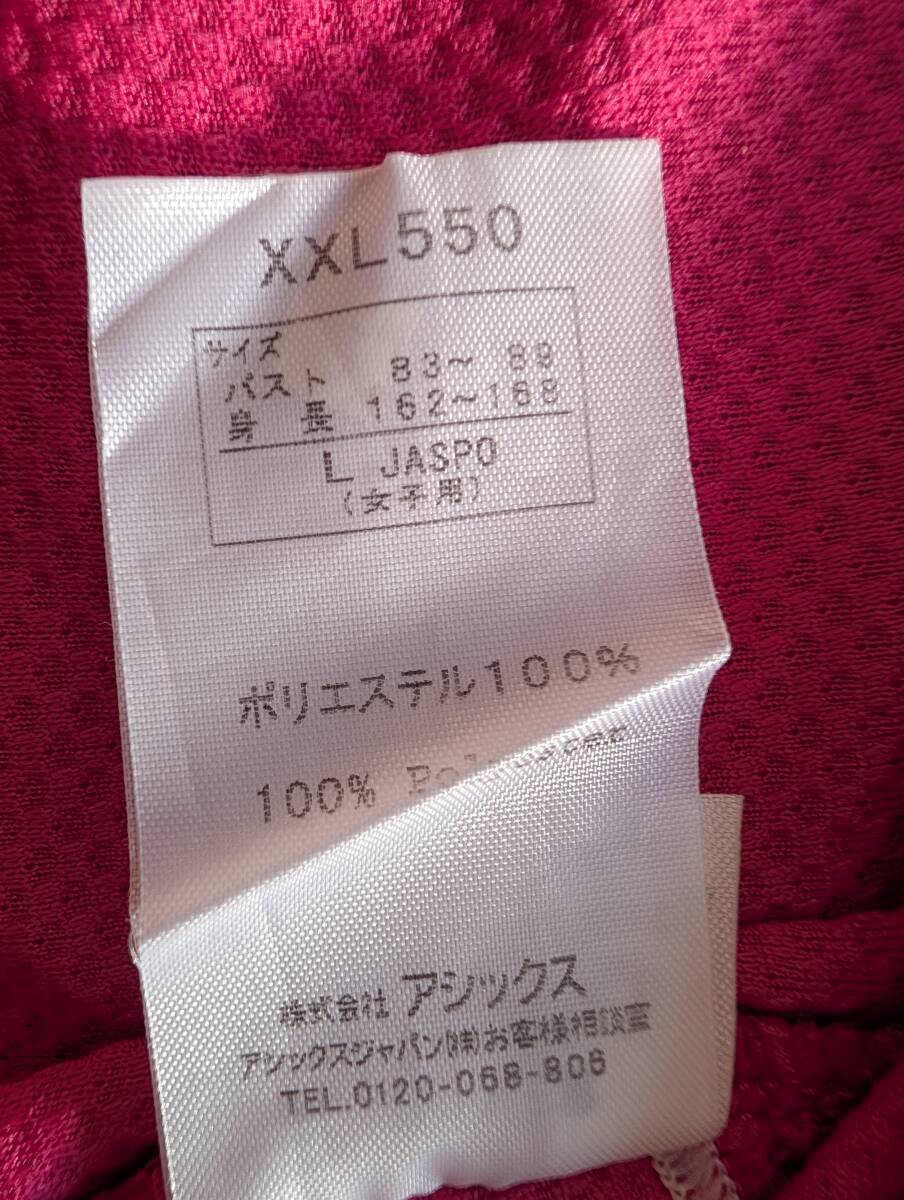 XXL550
サイズ
バスト 83～ 89
身 長 162～168
L JASPO
(女子用)
ポリエステル100%
100%
株式会社 アシックス
アシックスジャパン(株)お客様相談室
TEL.0120-068-806